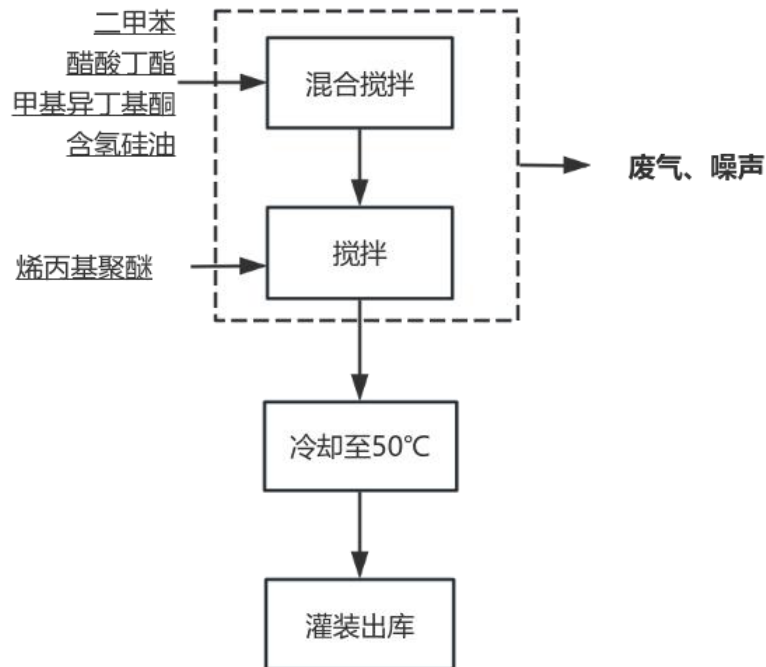 二甲苯
醋酸丁酯
甲基异丁基酮
含氢硅油
混合搅拌
废气、噪声
烯丙基聚醚
搅拌
冷却至50℃
灌装出库